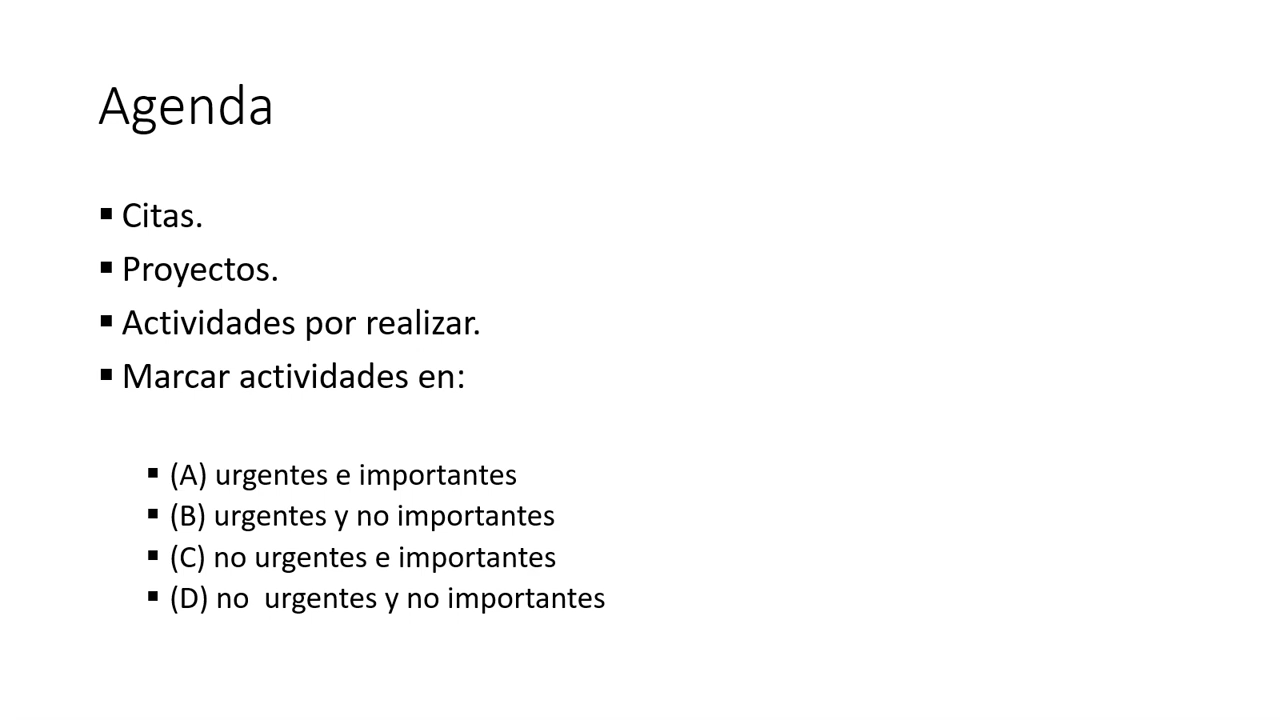 Agenda
▪ Citas.
▪ Proyectos.
▪ Actividades por realizar.
▪ Marcar actividades en:
▪ (A) urgentes e importantes
▪ (B) urgentes y no importantes
▪ (C) no urgentes e importantes
▪ (D) no  urgentes y no importantes